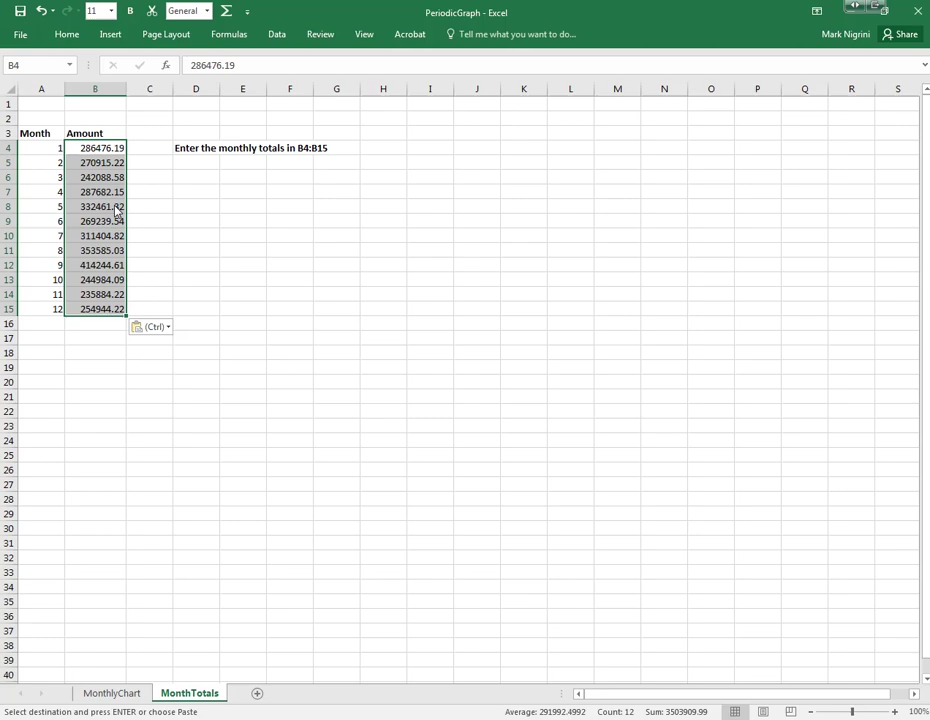 11 B General PeriodicGraph - Excel
File Home Insert Page Layout Formulas Data Review View Acrobat Tell me what you want to do... Mark Nigrini Share
B4 fx 286476.19
A B C D E F G H I J K L M N O P Q R S
1
2
3 Month Amount
4 1 286476.19 Enter the monthly totals in B4:B15
5 2 270915.22
6 3 242088.58
7 4 287682.15
8 5
9 6 269239.54
10 7 311404.82
11 8 353585.03
12 9 414244.61
13 10 244984.09
14 11 235884.22
15 12 254944.22
16 (Ctrl)
17
18
19
20
21
22
23
24
25
26
27
28
29
30
31
32
33
34
35
36
37
38
39
40
MonthlyChart MonthTotals
Select destination and press ENTER or choose Paste Average: 291992.4992 Count: 12 Sum: 3503909.99 100%